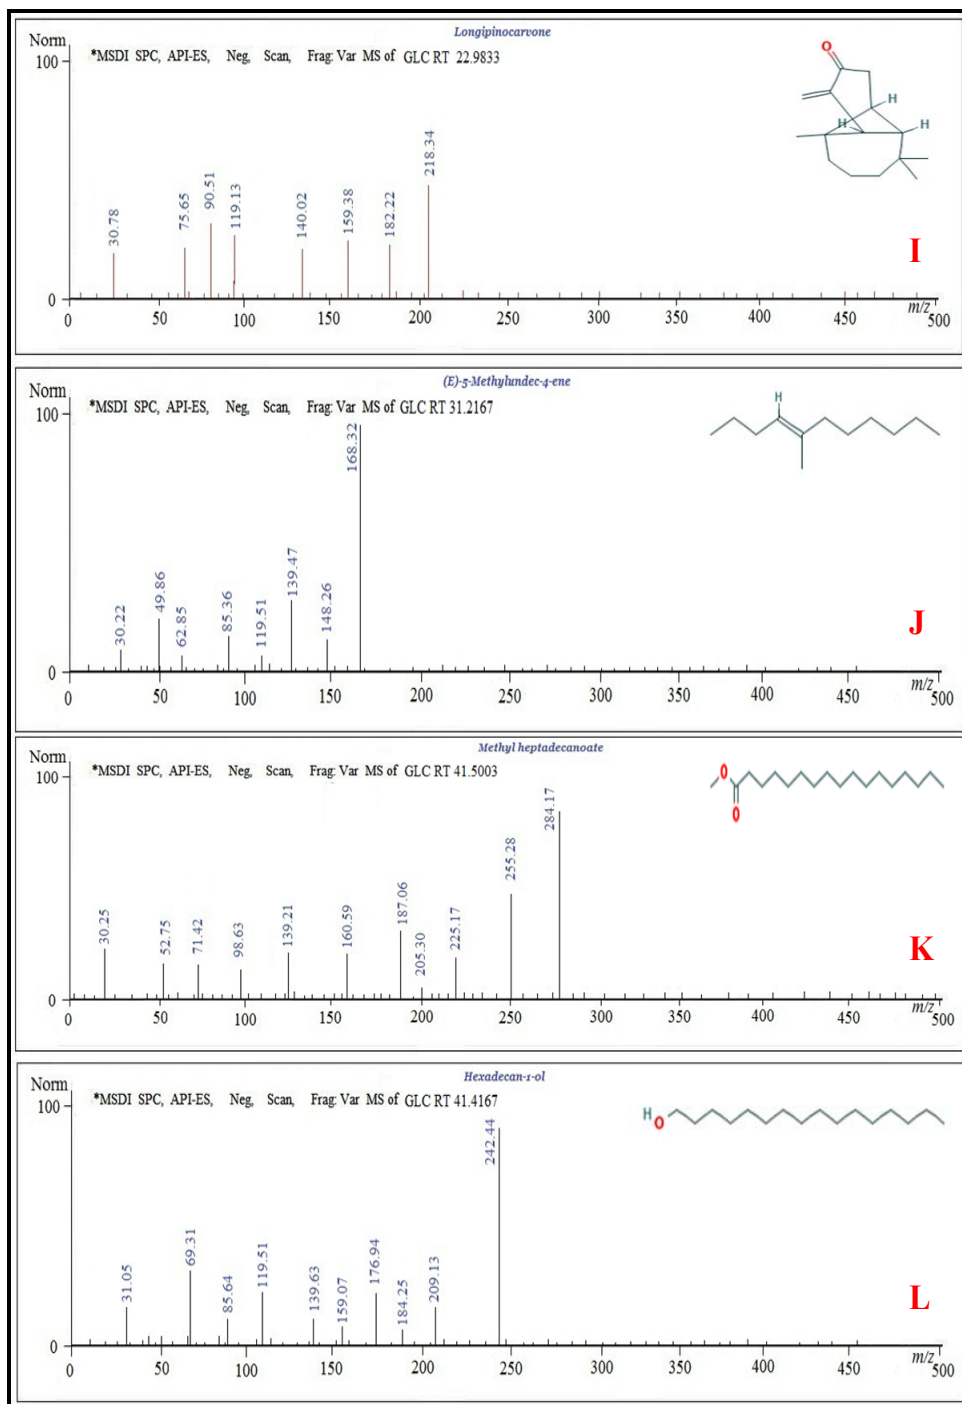 Longipinocarvone
Norm
*MSDI SPC, API-ES, Neg, Scan, Frag: Var MS of GLC RT 22.9833
100
O
H
H
H
30.78
75.65
90.51
119.13
140.02
159.38
182.22
218.34
I
0
m/z
0 50 100 150 200 250 300 350 400 450 500
(E)-5-Methylundec-4-ene
Norm
*MSDI SPC, API-ES, Neg, Scan, Frag: Var MS of GLC RT 31.2167
100
H
30.22
49.86
62.85
85.36
119.51
139.47
148.26
168.32
J
0
m/z
0 50 100 150 200 250 300 350 400 450 500
Methyl heptadecanoate
Norm
*MSDI SPC, API-ES, Neg, Scan, Frag: Var MS of GLC RT 41.5003
100
O
O
30.25
52.75
71.42
98.63
139.21
160.59
187.06
205.30
225.17
255.28
284.17
K
0
m/z
0 50 100 150 200 250 300 350 400 450 500
Hexadecan-1-ol
Norm
*MSDI SPC, API-ES, Neg, Scan, Frag: Var MS of GLC RT 41.4167
100
H O
31.05
69.31
85.64
119.51
139.63
159.07
176.94
184.25
209.13
242.44
L
0
m/z
0 50 100 150 200 250 300 350 400 450 500